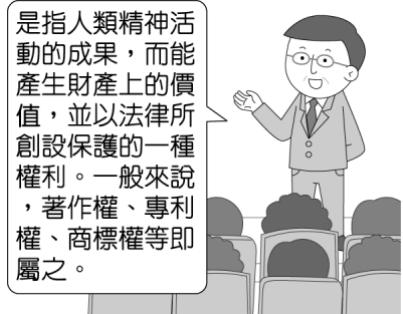 是指人類精神活
動的成果，而能
產生財產上的價
值，並以法律所
創設保護的一種
權利。一般來說
，著作權、專利
權、商標權等即
屬之。